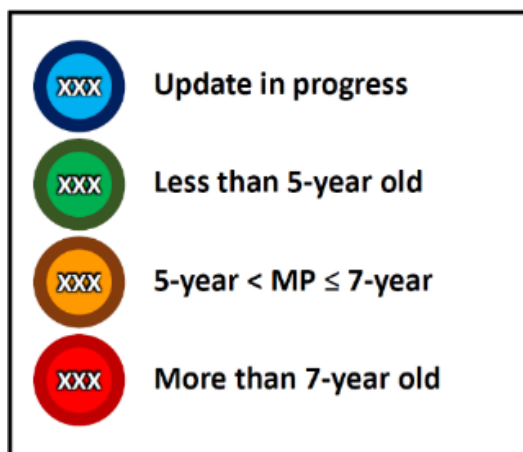 XXX Update in progress
XXX Less than 5-year old
XXX 5-year < MP ≤ 7-year
XXX More than 7-year old